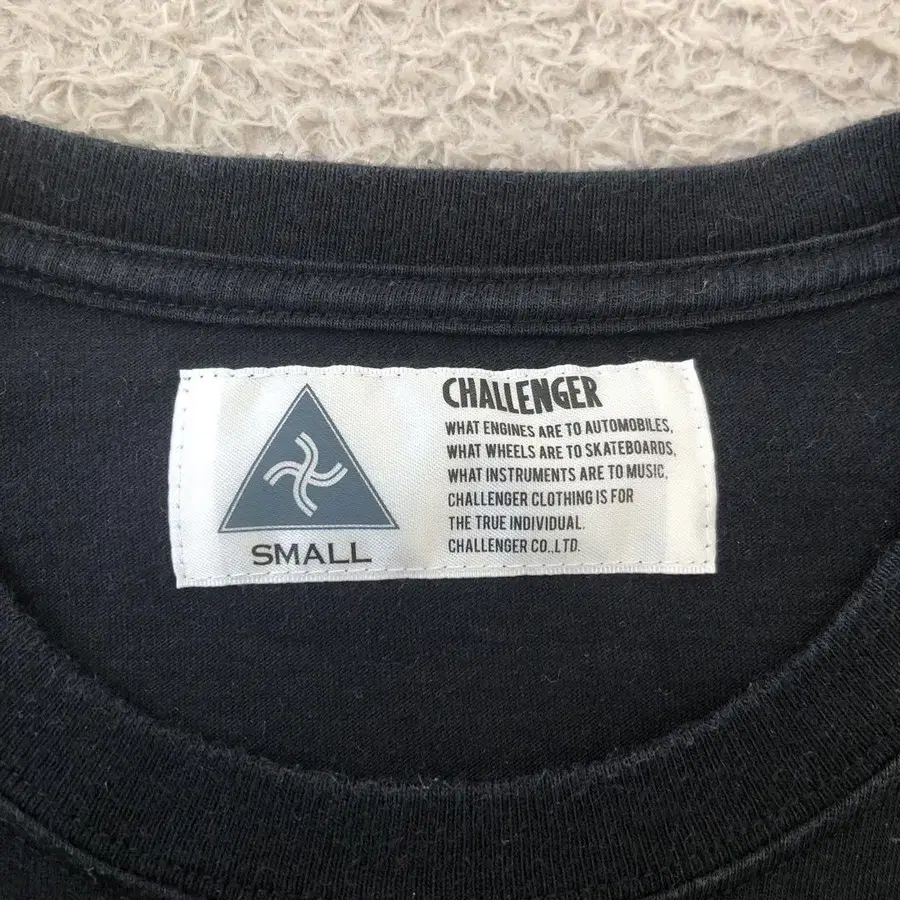 SMALL
CHALLENGER
WHAT ENGINES ARE TO AUTOMOBILES,
WHAT WHEELS ARE TO SKATEBOARDS,
WHAT INSTRUMENTS ARE TO MUSIC,
CHALLENGER CLOTHING IS FOR
THE TRUE INDIVIDUAL.
CHALLENGER CO.,LTD.